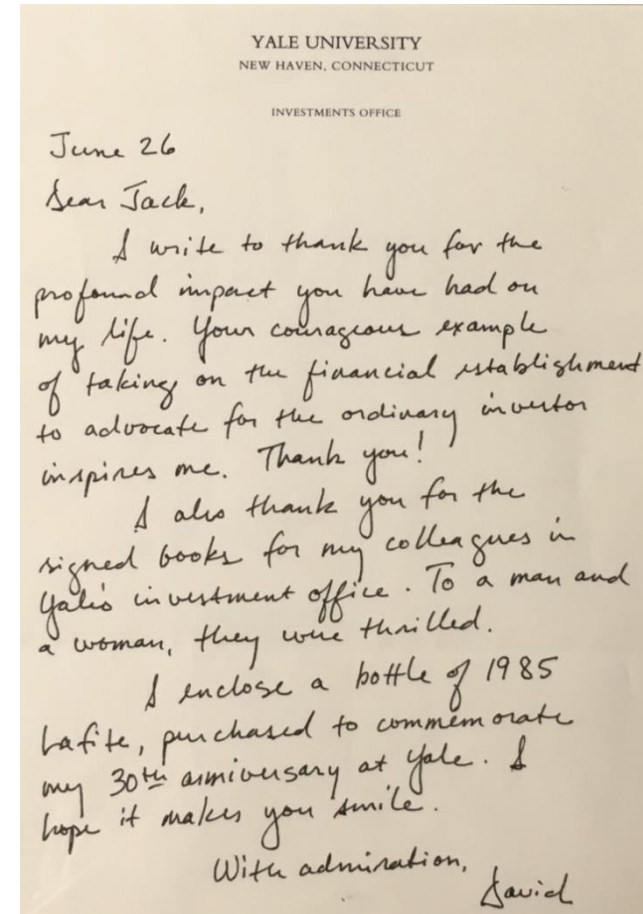 YALE UNIVERSITY
NEW HAVEN, CONNECTICUT
INVESTMENTS OFFICE
June 26
Dear Jack,
I write to thank you for the
profound impact you have had on
my life. Your courageous example
of taking on the financial establishment
to advocate for the ordinary investor
inspires me. Thank you!
I also thank you for the
signed books for my colleagues in
Yale's investment office. To a man and
a woman, they were thrilled.
I enclose a bottle of 1985
Lafite, purchased to commemorate
my 30th anniversary at Yale. I
hope it makes you smile.
With admiration,
David